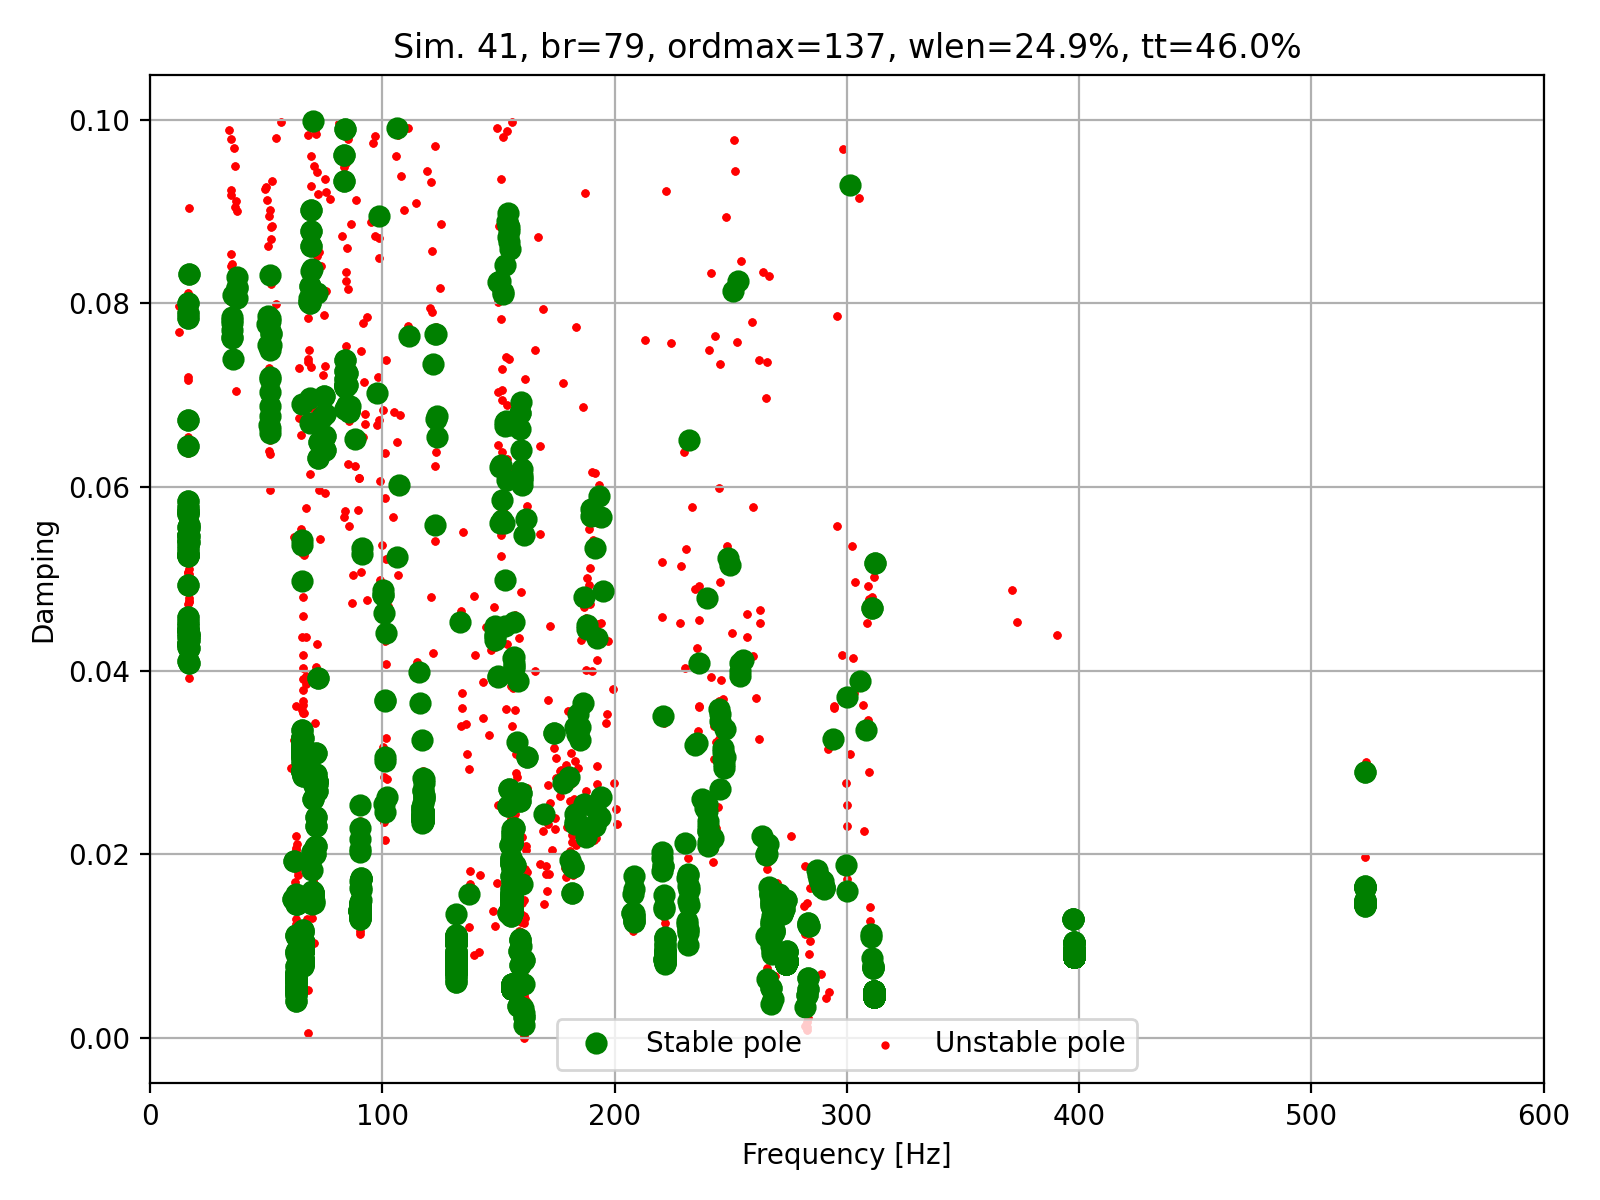 Sim. 41, br=79, ordmax=137, wlen=24.9%, tt=46.0%
0.10
0.08
0.06
0.04
0.02
0.00
Damping
Stable pole
Unstable pole
0
100
200
300
400
500
600
Frequency [Hz]